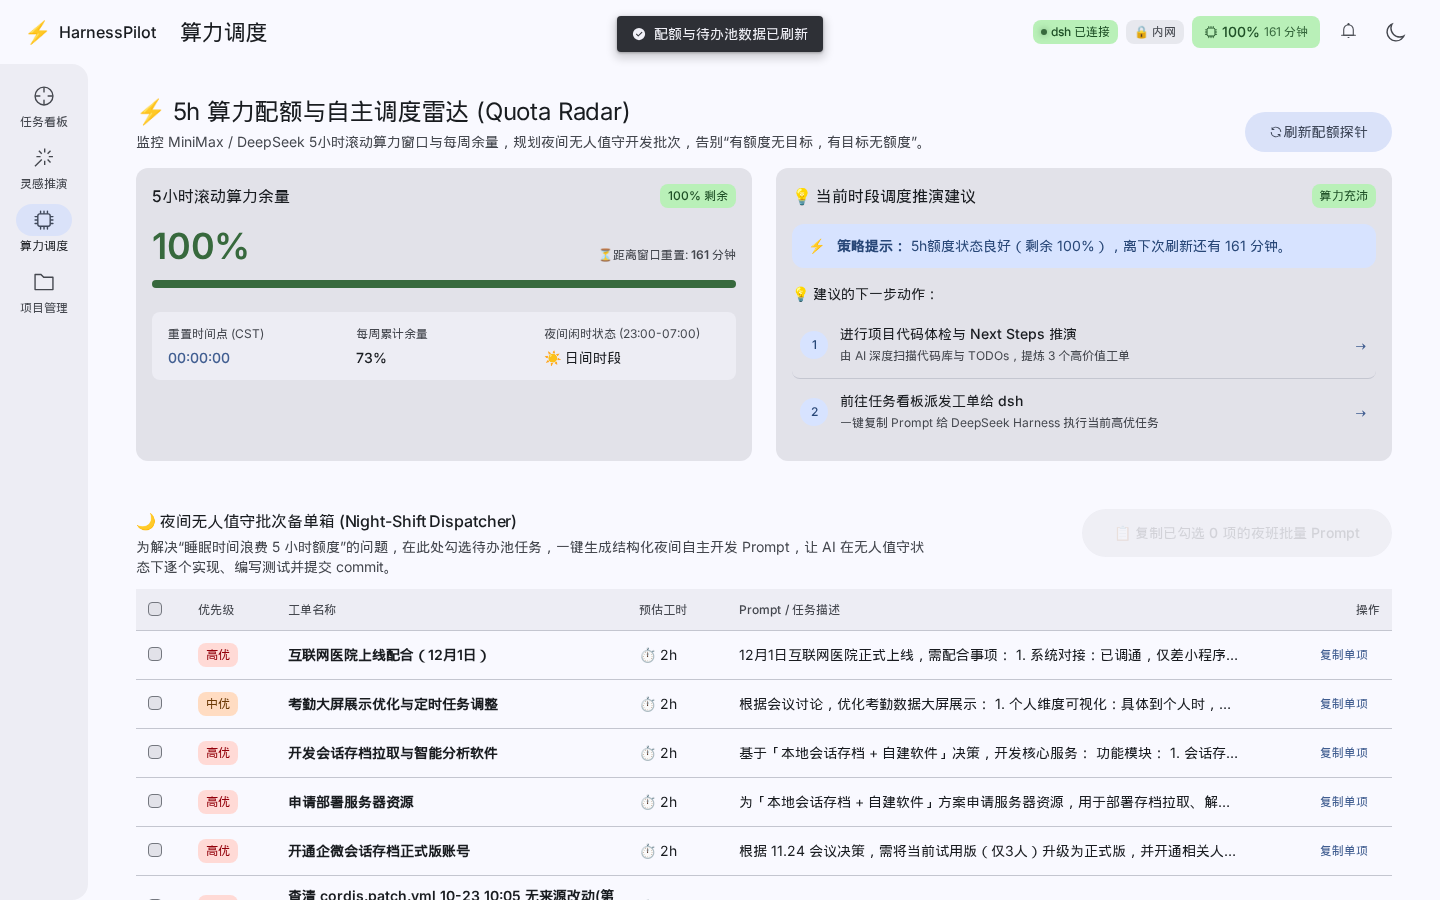 ⚡ HarnessPilot 算力调度
配额与待办池数据已刷新
dsh 已连接
🔒 内网
100% 161 分钟
任务看板
灵感推演
算力调度
项目管理
⚡ 5h 算力配额与自主调度雷达 (Quota Radar)
监控 MiniMax / DeepSeek 5小时滚动算力窗口与每周余量，规划夜间无人值守开发批次，告别“有额度无目标，有目标无额度”。
刷新配额探针
5小时滚动算力余量
100% 剩余
100%
⏳距离窗口重置: 161 分钟
重置时间点 (CST)
00:00:00
每周累计余量
73%
夜间闲时状态 (23:00-07:00)
☀️ 日间时段
💡 当前时段调度推演建议
算力充沛
⚡ 策略提示： 5h额度状态良好（剩余 100%），离下次刷新还有 161 分钟。
💡 建议的下一步动作：
1
进行项目代码体检与 Next Steps 推演
由 AI 深度扫描代码库与 TODOs，提炼 3 个高价值工单
→
2
前往任务看板派发工单给 dsh
一键复制 Prompt 给 DeepSeek Harness 执行当前高优任务
→
🌙 夜间无人值守批次备单箱 (Night-Shift Dispatcher)
为解决“睡眠时间浪费 5 小时额度”的问题，在此处勾选待办池任务，一键生成结构化夜间自主开发 Prompt，让 AI 在无人值守状
态下逐个实现、编写测试并提交 commit。
📋 复制已勾选 0 项的夜班批量 Prompt
优先级 工单名称 预估工时 Prompt / 任务描述 操作
高优 互联网医院上线配合（12月1日） ⏱️ 2h 12月1日互联网医院正式上线，需配合事项： 1. 系统对接：已调通，仅差小程序... 复制单项
中优 考勤大屏展示优化与定时任务调整 ⏱️ 2h 根据会议讨论，优化考勤数据大屏展示： 1. 个人维度可视化：具体到个人时，... 复制单项
高优 开发会话存档拉取与智能分析软件 ⏱️ 2h 基于「本地会话存档 + 自建软件」决策，开发核心服务： 功能模块： 1. 会话存... 复制单项
高优 申请部署服务器资源 ⏱️ 2h 为「本地会话存档 + 自建软件」方案申请服务器资源，用于部署存档拉取、解... 复制单项
高优 开通企微会话存档正式版账号 ⏱️ 2h 根据 11.24 会议决策，需将当前试用版（仅3人）升级为正式版，并开通相关人... 复制单项
查清 cordis.patch.yml 10-23 10:05 无来源改动(第